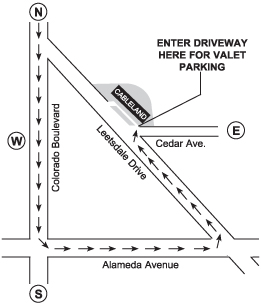 N
ENTER DRIVEWAY
HERE FOR VALET
PARKING
CABLELAND
E
Cedar Ave.
W
Colorado Boulevard
Leetsdale Drive
Alameda Avenue
S